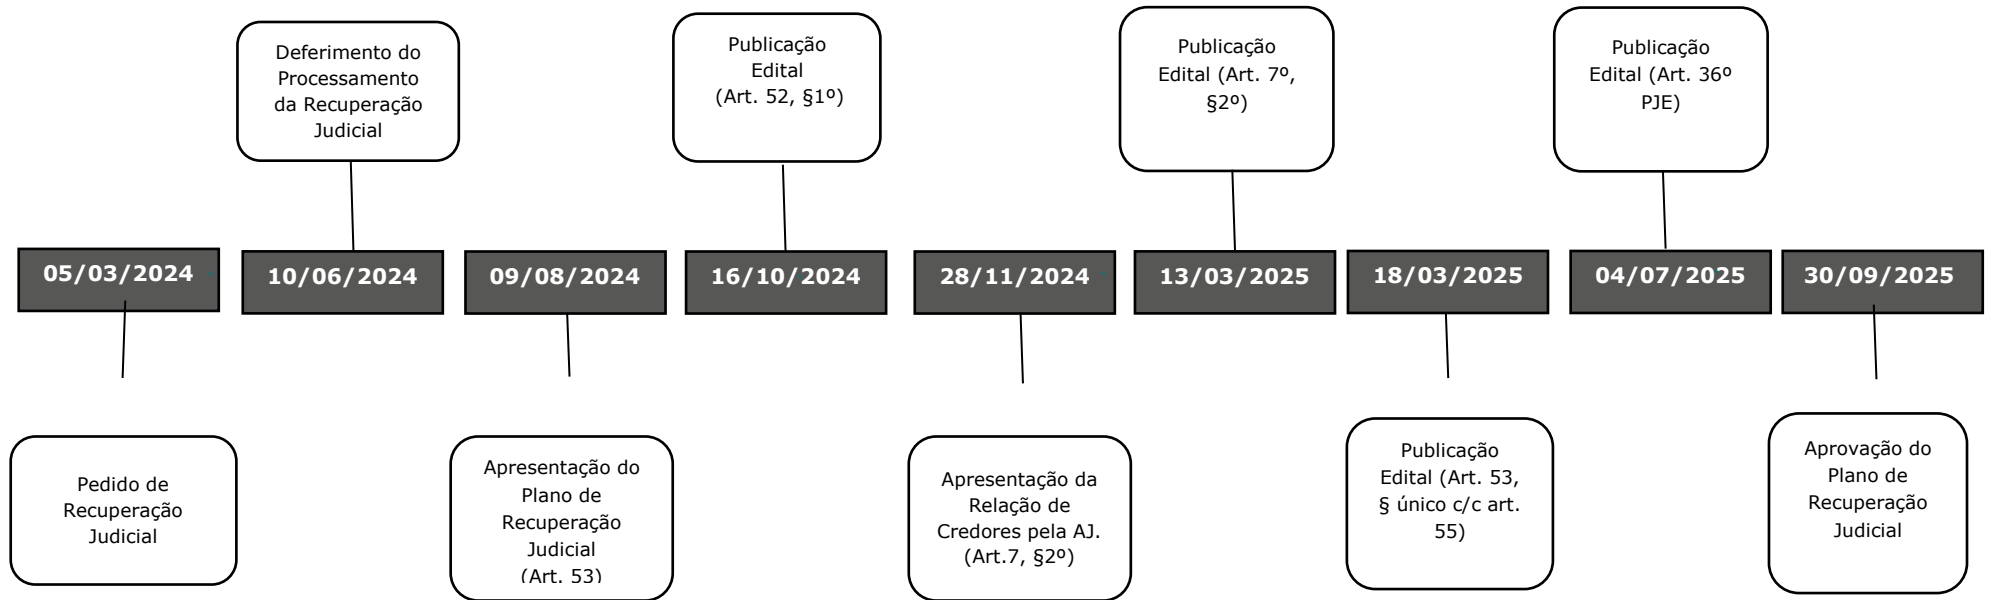 Deferimento do
Processamento
da Recuperação
Judicial
Publicação
Edital
(Art. 52, §1º)
Publicação
Edital (Art. 7º,
§2º)
Publicação
Edital (Art. 36º
PJE)
05/03/2024
10/06/2024
09/08/2024
16/10/2024
28/11/2024
13/03/2025
18/03/2025
04/07/2025
30/09/2025
Pedido de
Recuperação
Judicial
Apresentação do
Plano de
Recuperação
Judicial
(Art. 53)
Apresentação da
Relação de
Credores pela AJ.
(Art.7, §2º)
Publicação
Edital (Art. 53,
§ único c/c art.
55)
Aprovação do
Plano de
Recuperação
Judicial